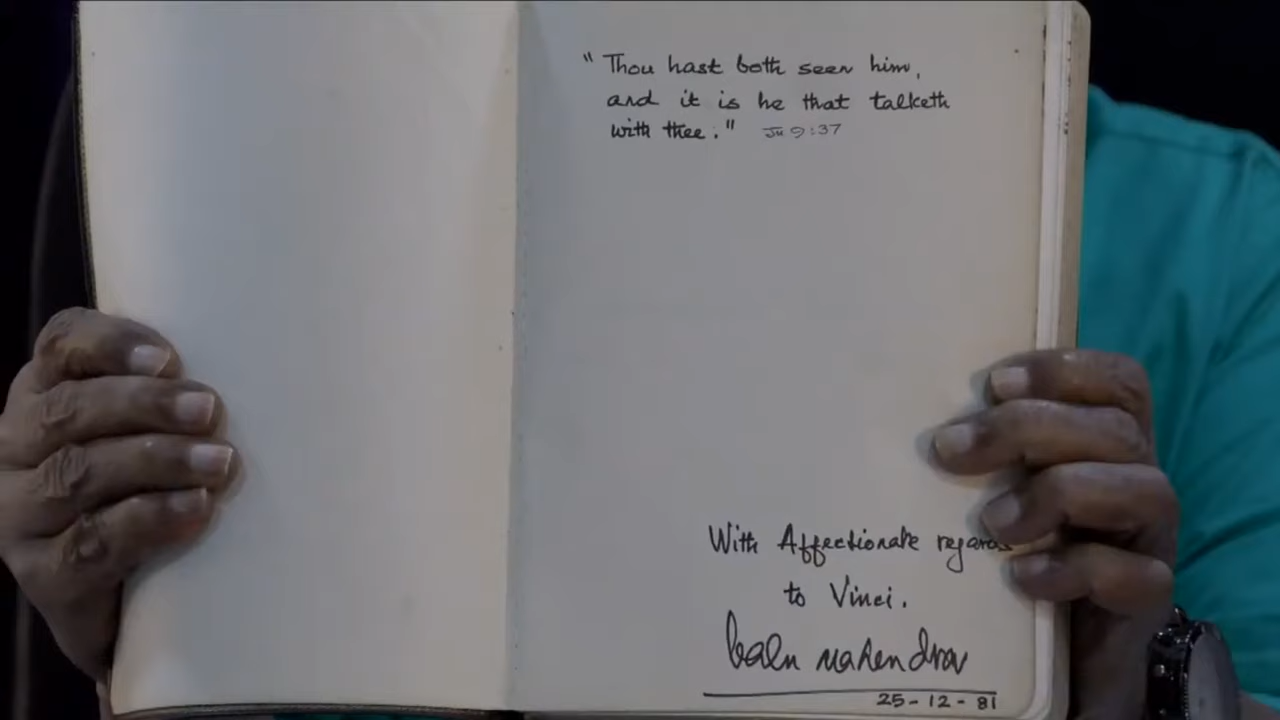 "Thou hast both seen him,
and it is he that talketh
with thee." Jn 9:37
With Affectionate regards
to Vinci.
balu mahendra
25-12-81